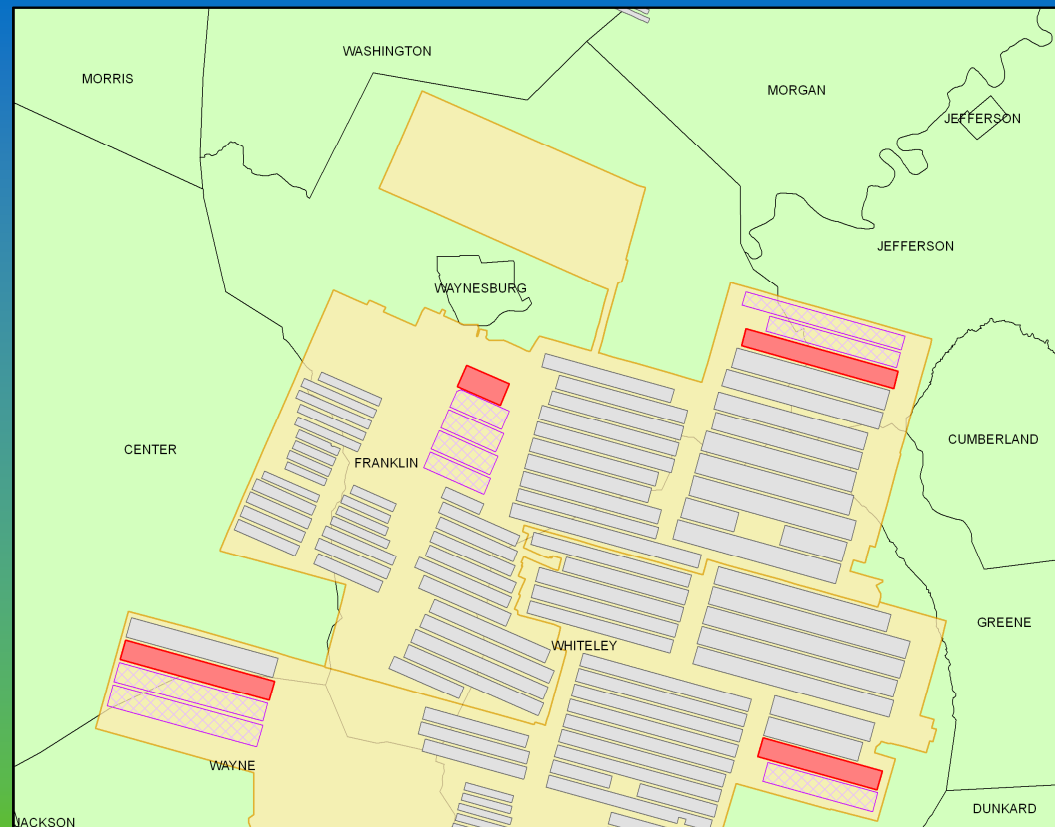 WASHINGTON
MORRIS
MORGAN
JEFFERSON
JEFFERSON
WAYNESBURG
CUMBERLAND
CENTER
FRANKLIN
GREENE
WHITELEY
WAYNE
DUNKARD
JACKSON